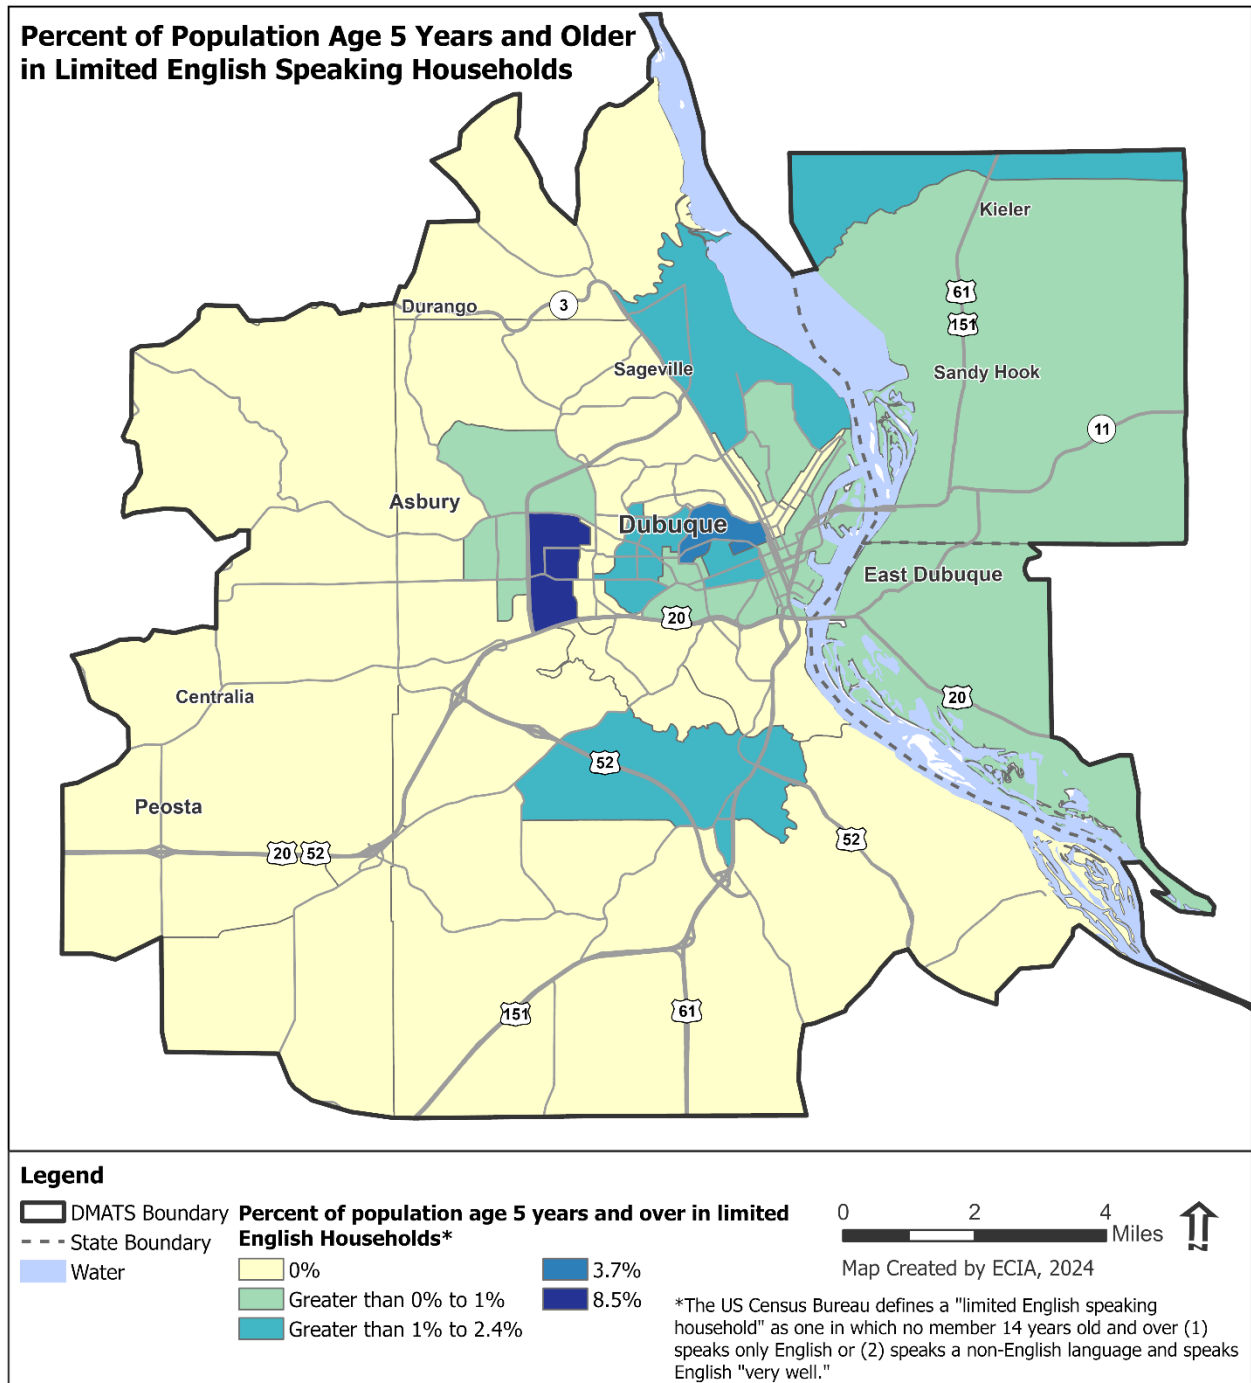 Percent of Population Age 5 Years and Older
in Limited English Speaking Households
Kieler
61
151
Durango
3
Sageville
Sandy Hook
11
Asbury
Dubuque
East Dubuque
20
Centralia
20
52
Peosta
20
52
52
151
61
Legend
DMATS Boundary
State Boundary
Water
Percent of population age 5 years and over in limited
English Households*
0%
Greater than 0% to 1%
Greater than 1% to 2.4%
3.7%
8.5%
0
2
4
Miles
N
Map Created by ECIA, 2024
*The US Census Bureau defines a "limited English speaking
household" as one in which no member 14 years old and over (1)
speaks only English or (2) speaks a non-English language and speaks
English "very well."